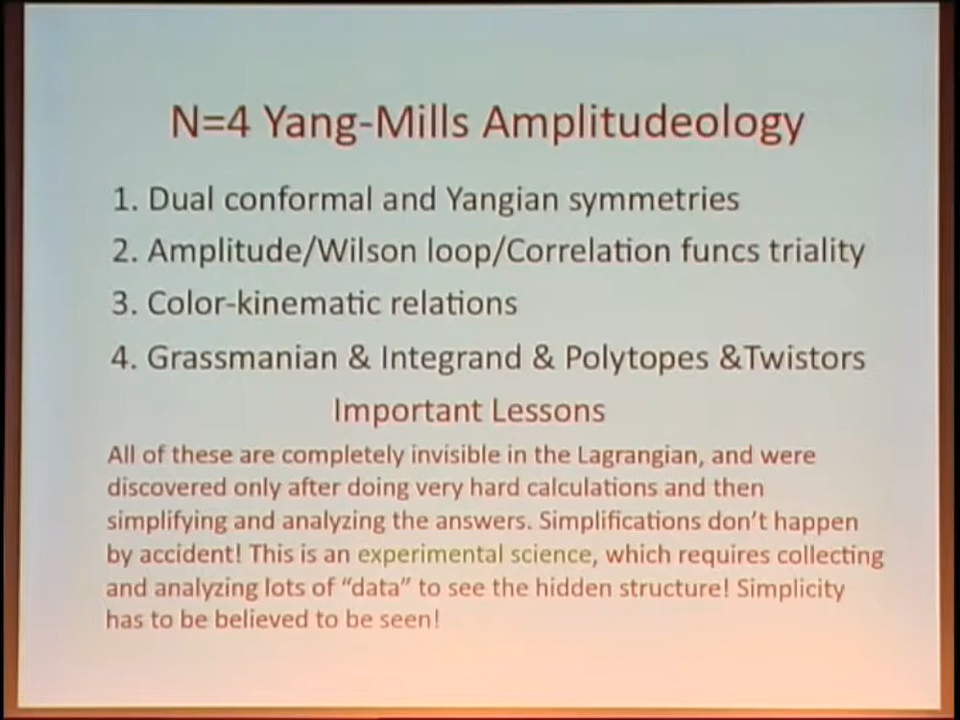 N=4 Yang-Mills Amplitudeology
1. Dual conformal and Yangian symmetries
2. Amplitude/Wilson loop/Correlation funcs triality
3. Color-kinematic relations
4. Grassmanian & Integrand & Polytopes &Twistors
Important Lessons
All of these are completely invisible in the Lagrangian, and were
discovered only after doing very hard calculations and then
simplifying and analyzing the answers. Simplifications don’t happen
by accident! This is an experimental science, which requires collecting
and analyzing lots of “data” to see the hidden structure! Simplicity
has to be believed to be seen!